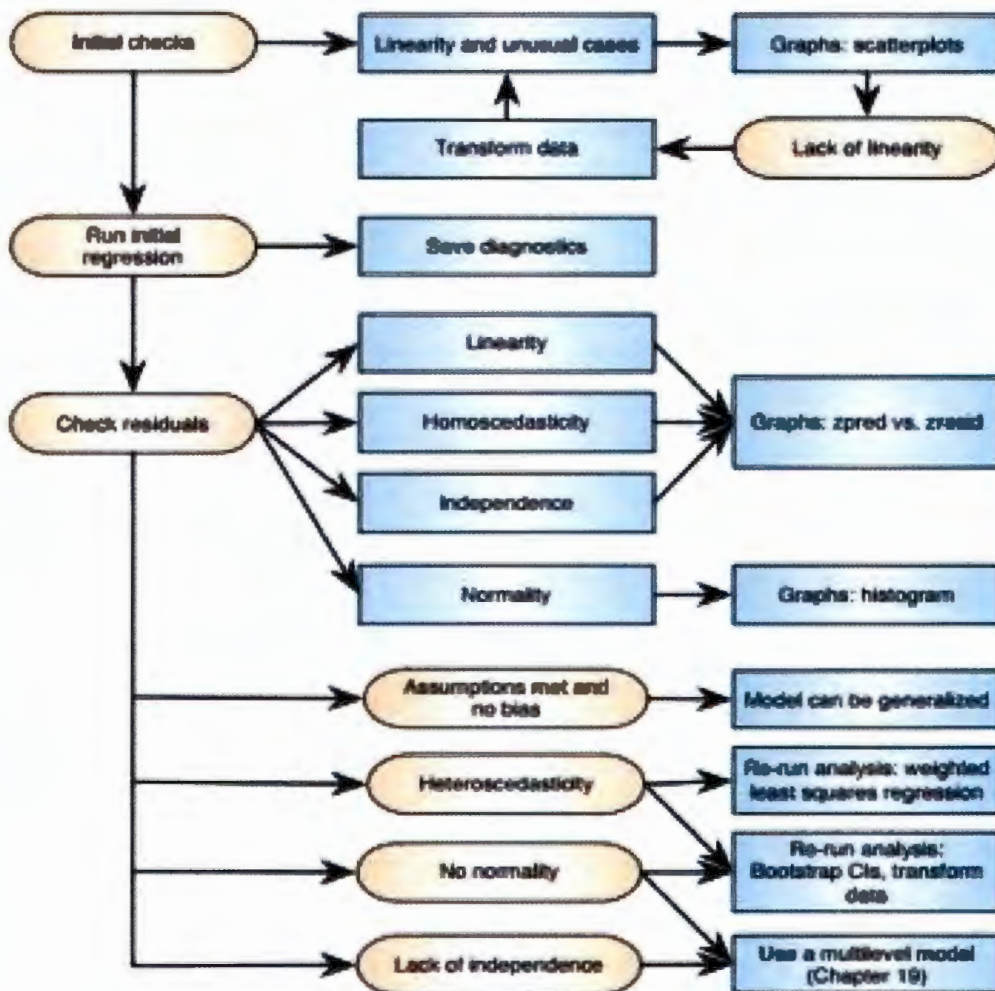 Initial checks
Linearity and unusual cases
Graphs: scatterplots
Transform data
Lack of linearity
Run initial
regression
Save diagnostics
Linearity
Check residuals
Homoscedasticity
Graphs: zpred vs. zresid
Independence
Normality
Graphs: histogram
Assumptions met and
no bias
Model can be generalized
Heteroscedasticity
Re-run analysis: weighted
least squares regression
No normality
Re-run analysis:
Bootstrap CIs, transform
data
Lack of independence
Use a multilevel model
(Chapter 19)